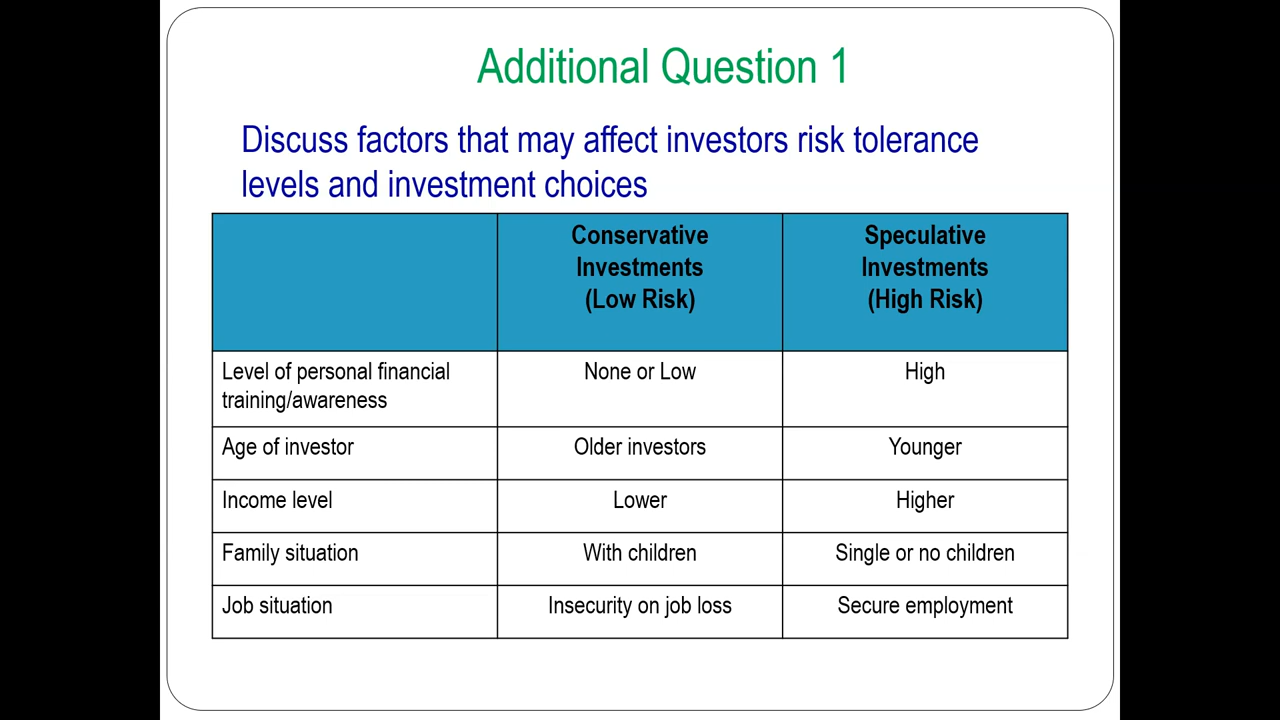 Additional Question 1
Discuss factors that may affect investors risk tolerance
levels and investment choices
Conservative
Investments
(Low Risk)
Speculative
Investments
(High Risk)
Level of personal financial
training/awareness
None or Low
High
Age of investor
Older investors
Younger
Income level
Lower
Higher
Family situation
With children
Single or no children
Job situation
Insecurity on job loss
Secure employment